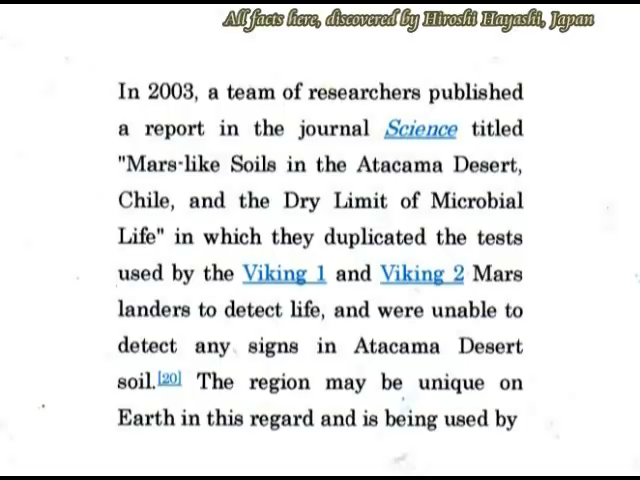 All facts here, discovered by Hiroshi Hayashi, Japan
In 2003, a team of researchers published
a report in the journal Science titled
"Mars-like Soils in the Atacama Desert,
Chile, and the Dry Limit of Microbial
Life" in which they duplicated the tests
used by the Viking 1 and Viking 2 Mars
landers to detect life, and were unable to
detect any signs in Atacama Desert
soil.[20] The region may be unique on
Earth in this regard and is being used by